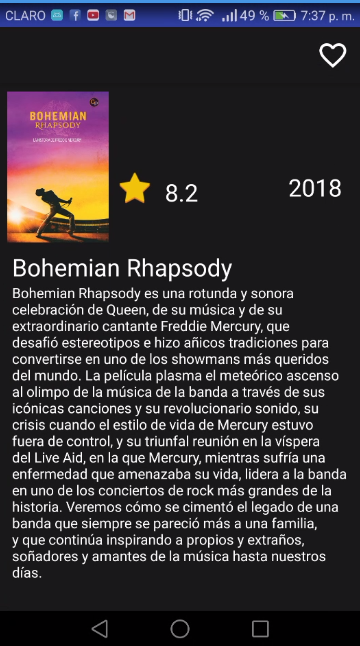 CLARO 49 % 7:37 p. m.
BOHEMIAN
RHAPSODY
8.2
2018
Bohemian Rhapsody
Bohemian Rhapsody es una rotunda y sonora
celebración de Queen, de su música y de su
extraordinario cantante Freddie Mercury, que
desafió estereotipos e hizo añicos tradiciones para
convertirse en uno de los showmans más queridos
del mundo. La película plasma el meteórico ascenso
al olimpo de la música de la banda a través de sus
icónicas canciones y su revolucionario sonido, su
crisis cuando el estilo de vida de Mercury estuvo
fuera de control, y su triunfal reunión en la víspera
del Live Aid, en la que Mercury, mientras sufría una
enfermedad que amenazaba su vida, lidera a la banda
en uno de los conciertos de rock más grandes de la
historia. Veremos cómo se cimentó el legado de una
banda que siempre se pareció más a una familia,
y que continúa inspirando a propios y extraños,
soñadores y amantes de la música hasta nuestros
días.